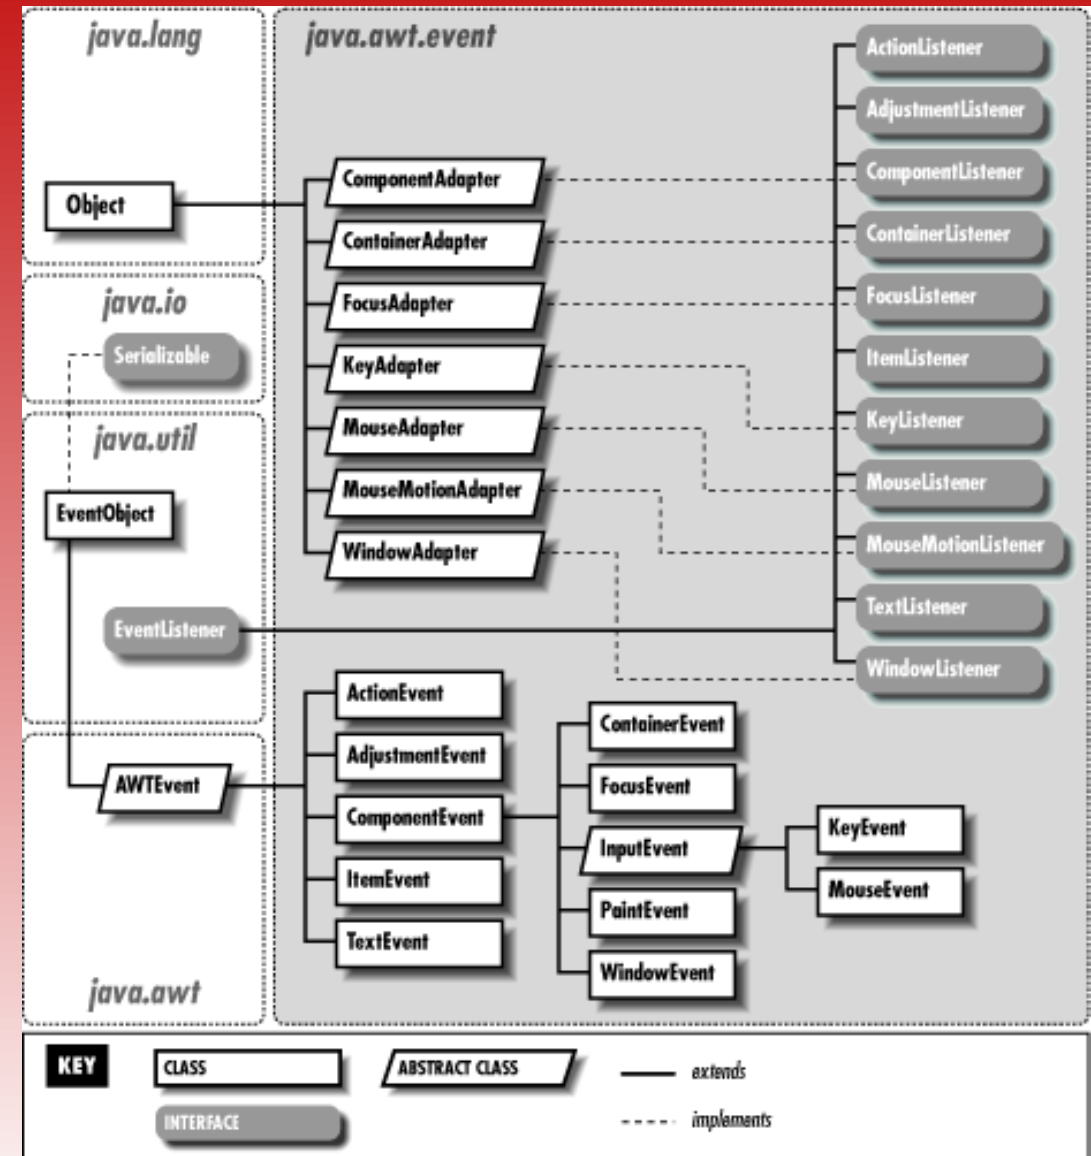 java.lang
Object
java.io
Serializable
java.util
EventObject
EventListener
AWTEvent
java.awt
java.awt.event
ComponentAdapter
ContainerAdapter
FocusAdapter
KeyAdapter
MouseAdapter
MouseMotionAdapter
WindowAdapter
ActionListener
AdjustmentListener
ComponentListener
ContainerListener
FocusListener
ItemListener
KeyListener
MouseListener
MouseMotionListener
TextListener
WindowListener
ActionEvent
AdjustmentEvent
ComponentEvent
ItemEvent
TextEvent
ContainerEvent
FocusEvent
InputEvent
PaintEvent
WindowEvent
KeyEvent
MouseEvent
KEY
CLASS
ABSTRACT CLASS
extends
INTERFACE
implements